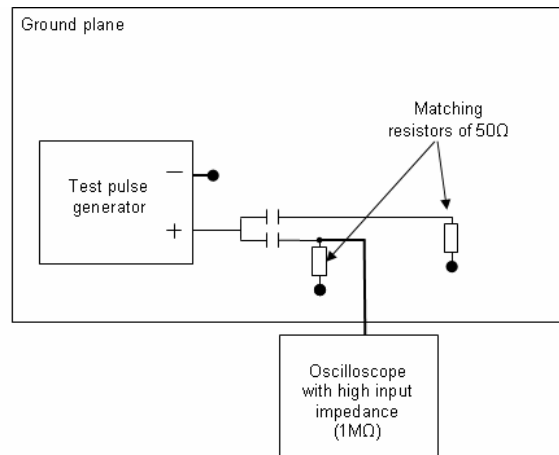 Ground plane
Matching
resistors of 50Ω
Test pulse
generator
−
+
Oscilloscope
with high input
impedance
(1MΩ)